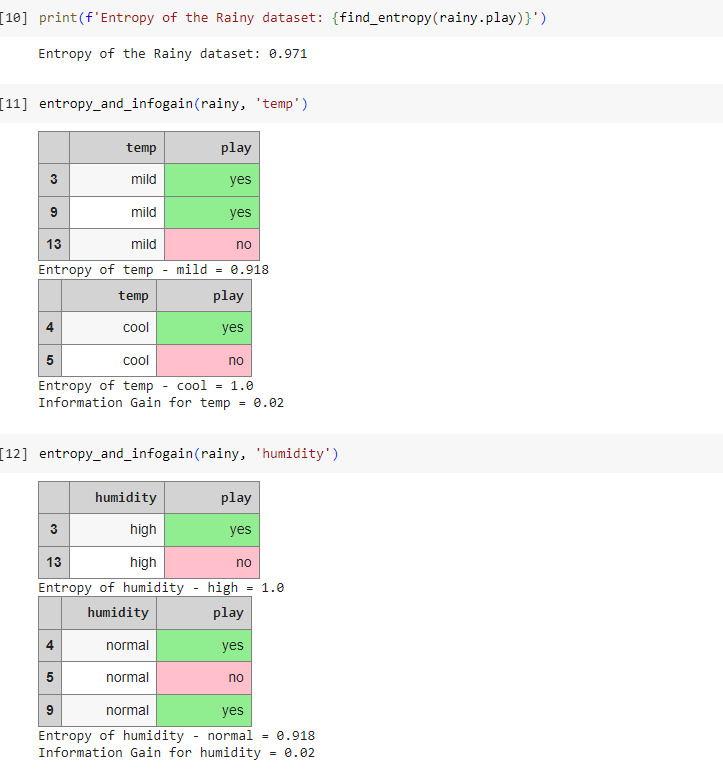 [10] print(f'Entropy of the Rainy dataset: {find_entropy(rainy.play)}')
Entropy of the Rainy dataset: 0.971
[11] entropy_and_infogain(rainy, 'temp')
temp play
3 mild yes
9 mild yes
13 mild no
Entropy of temp - mild = 0.918
temp play
4 cool yes
5 cool no
Entropy of temp - cool = 1.0
Information Gain for temp = 0.02
[12] entropy_and_infogain(rainy, 'humidity')
humidity play
3 high yes
13 high no
Entropy of humidity - high = 1.0
humidity play
4 normal yes
5 normal no
9 normal yes
Entropy of humidity - normal = 0.918
Information Gain for humidity = 0.02